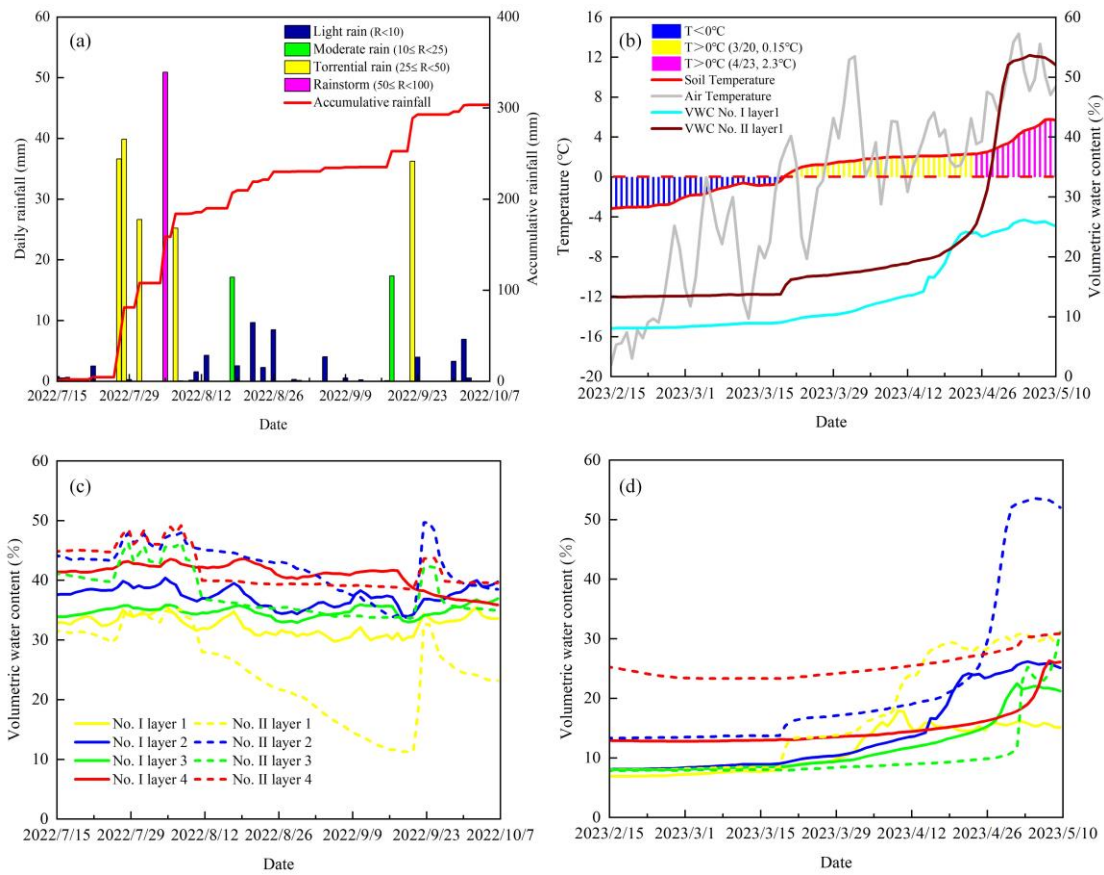 (a)
Light rain (R<10)
Moderate rain (10≤ R<25)
Torrential rain (25≤ R<50)
Rainstorm (50≤ R<100)
Accumulative rainfall
Daily rainfall (mm)
60
50
40
30
20
10
0
Accumulative rainfall (mm)
400
300
200
100
0
2022/7/15 2022/7/29 2022/8/12 2022/8/26 2022/9/9 2022/9/23 2022/10/7
Date
(b)
T<0℃
T>0℃ (3/20, 0.15℃)
T>0℃ (4/23, 2.3℃)
Soil Temperature
Air Temperature
VWC No. I layer1
VWC No. II layer1
Temperature (℃)
16
12
8
4
0
-4
-8
-12
-16
-20
Volumetric water content (%)
60
50
40
30
20
10
0
2023/2/15 2023/3/1 2023/3/15 2023/3/29 2023/4/12 2023/4/26 2023/5/10
Date
(c)
Volumetric water content (%)
60
50
40
30
20
10
0
No. I layer 1 No. II layer 1
No. I layer 2 No. II layer 2
No. I layer 3 No. II layer 3
No. I layer 4 No. II layer 4
2022/7/15 2022/7/29 2022/8/12 2022/8/26 2022/9/9 2022/9/23 2022/10/7
Date
(d)
Volumetric water content (%)
60
50
40
30
20
10
0
2023/2/15 2023/3/1 2023/3/15 2023/3/29 2023/4/12 2023/4/26 2023/5/10
Date